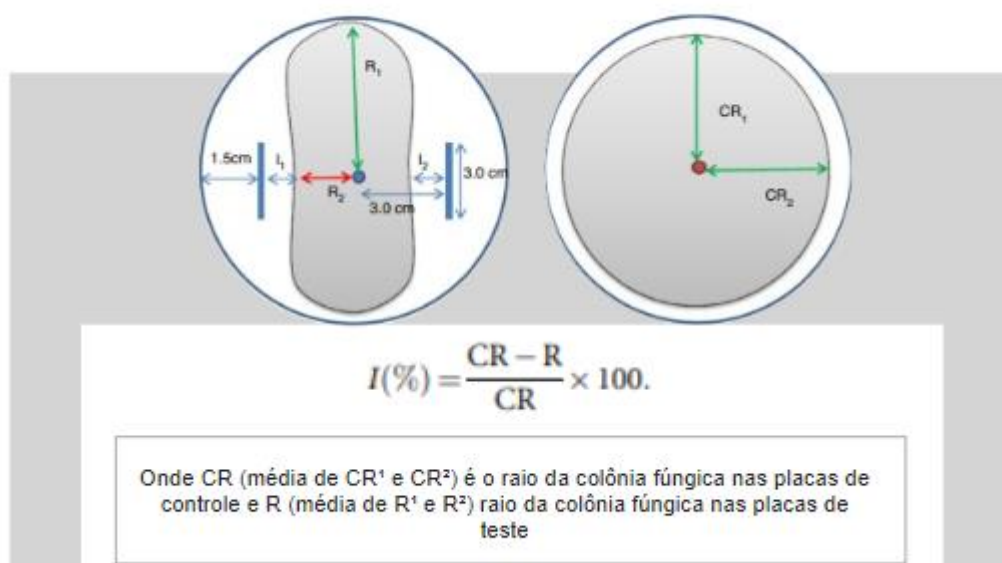 R₁
CR₁
1.5cm
I₁
I₂
3.0 cm
R₂
3.0 cm
CR₂
I(%) = CR − R / CR × 100.
Onde CR (média de CR¹ e CR²) é o raio da colônia fúngica nas placas de
controle e R (média de R¹ e R²) raio da colônia fúngica nas placas de
teste